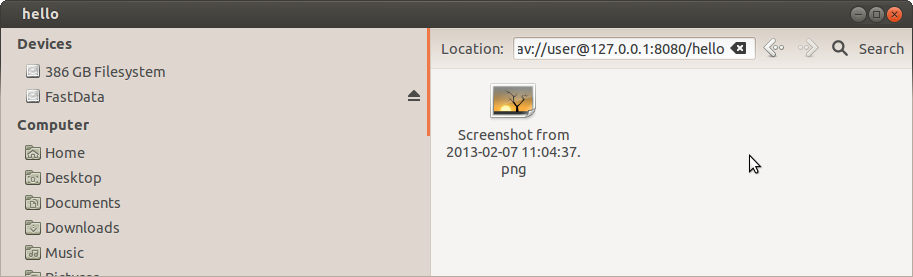 hello
Devices
386 GB Filesystem
FastData
Computer
Home
Desktop
Documents
Downloads
Music
Pictures
Location: av://user@127.0.0.1:8080/hello Search
Screenshot from
2013-02-07 11:04:37.
png